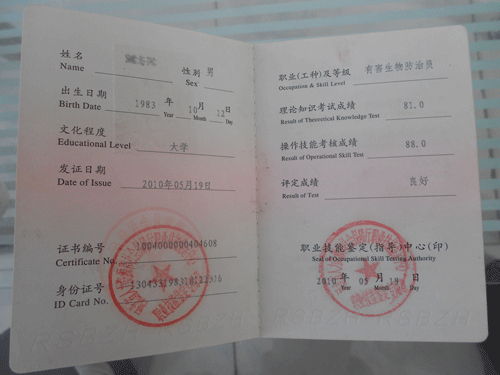 姓名
Name
性别 男
Sex
出生日期
Birth Date 1983 年 10 月 12 日
Year Month Day
文化程度
Educational Level 大学
发证日期
Date of Issue 2010年05月19日
证书编号
Certificate No. 1004000000404608
身份证号
ID Card No.
职业(工种)及等级 有害生物防治员
Occupation & Skill Level
理论知识考试成绩 81.0
Result of Theoretical Knowledge Test
操作技能考核成绩 88.0
Result of Operational Skill Test
评定成绩 良好
Result of Test
职业技能鉴定(指导)中心(印)
Seal of Occupational Skill Testing Authority
2010 年 05 月 19 日
Year Month Day